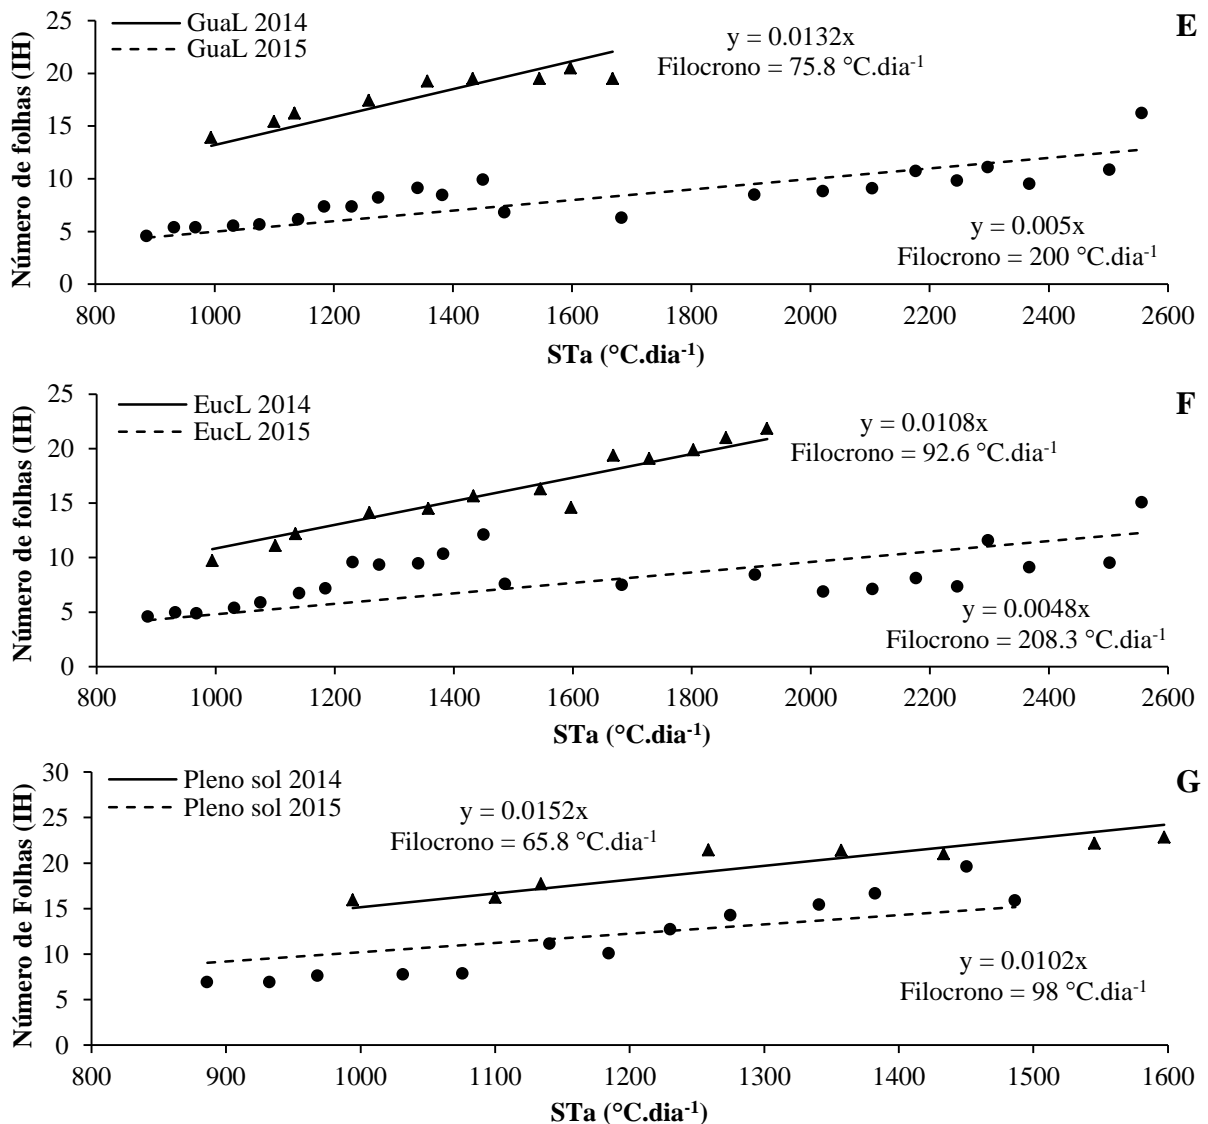 GuaL 2014
GuaL 2015
E
y = 0.0132x
Filocrono = 75.8 °C.dia⁻¹
y = 0.005x
Filocrono = 200 °C.dia⁻¹
Número de folhas (IH)
25
20
15
10
5
0
800 1000 1200 1400 1600 1800 2000 2200 2400 2600
STa (°C.dia⁻¹)
EucL 2014
EucL 2015
F
y = 0.0108x
Filocrono = 92.6 °C.dia⁻¹
y = 0.0048x
Filocrono = 208.3 °C.dia⁻¹
Número de folhas (IH)
25
20
15
10
5
0
800 1000 1200 1400 1600 1800 2000 2200 2400 2600
STa (°C.dia⁻¹)
Pleno sol 2014
Pleno sol 2015
G
y = 0.0152x
Filocrono = 65.8 °C.dia⁻¹
y = 0.0102x
Filocrono = 98 °C.dia⁻¹
Número de Folhas (IH)
30
25
20
15
10
5
0
800 900 1000 1100 1200 1300 1400 1500 1600
STa (°C.dia⁻¹)